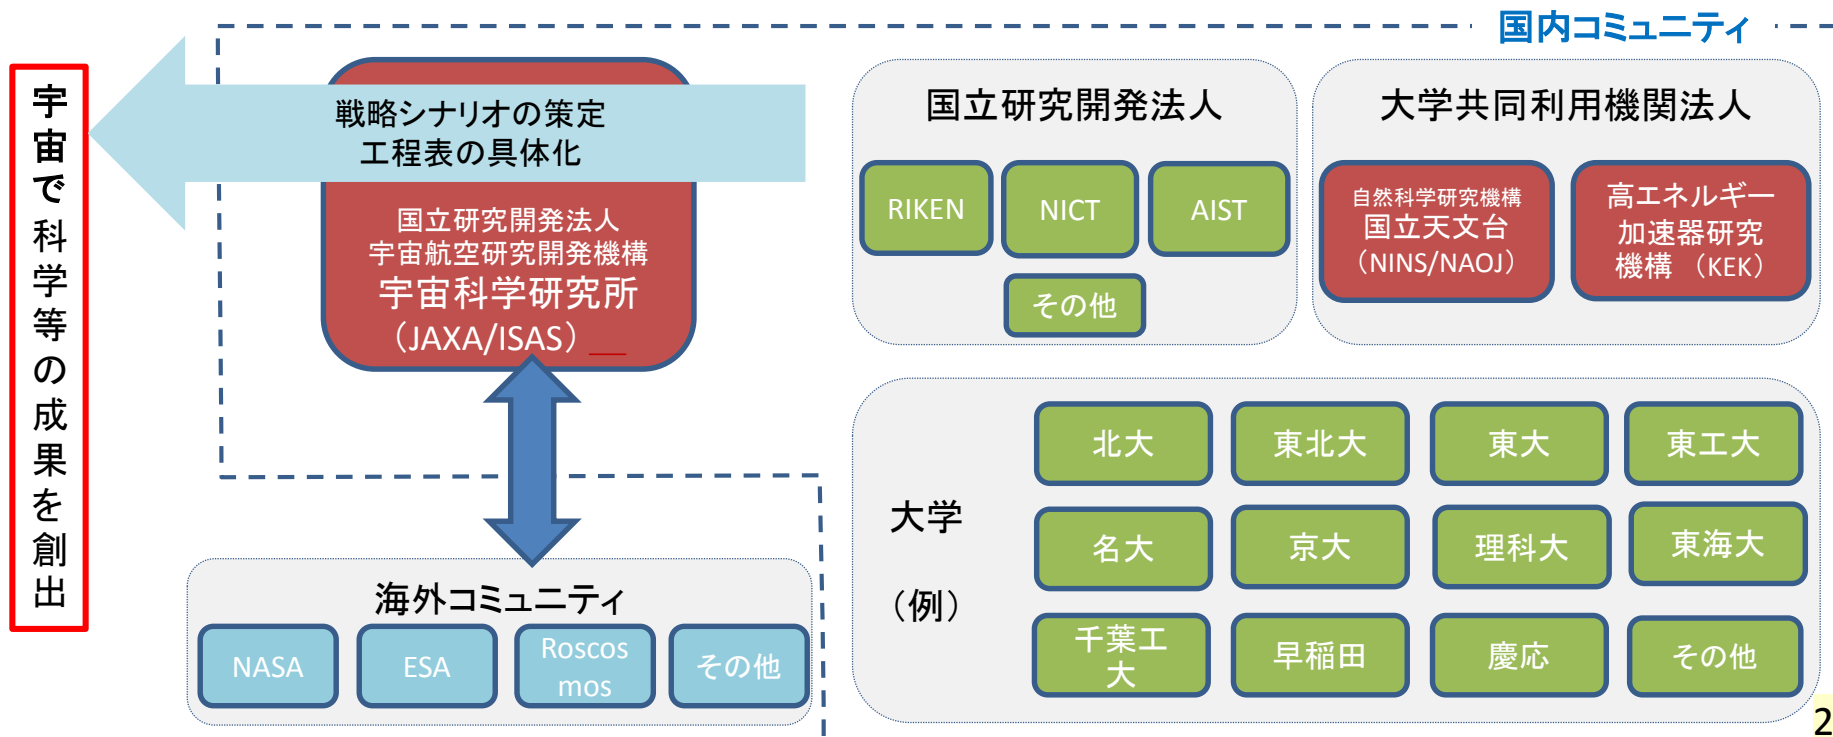 国内コミュニティ
宇宙で科学等の成果を創出
戦略シナリオの策定
工程表の具体化
国立研究開発法人
宇宙航空研究開発機構
宇宙科学研究所
（JAXA/ISAS）
国立研究開発法人
RIKEN
NICT
AIST
その他
大学共同利用機関法人
自然科学研究機構
国立天文台
（NINS/NAOJ）
高エネルギー
加速器研究
機構 （KEK）
大学
（例）
北大
東北大
東大
東工大
名大
京大
理科大
東海大
千葉工
大
早稲田
慶応
その他
海外コミュニティ
NASA
ESA
Roscos
mos
その他
2